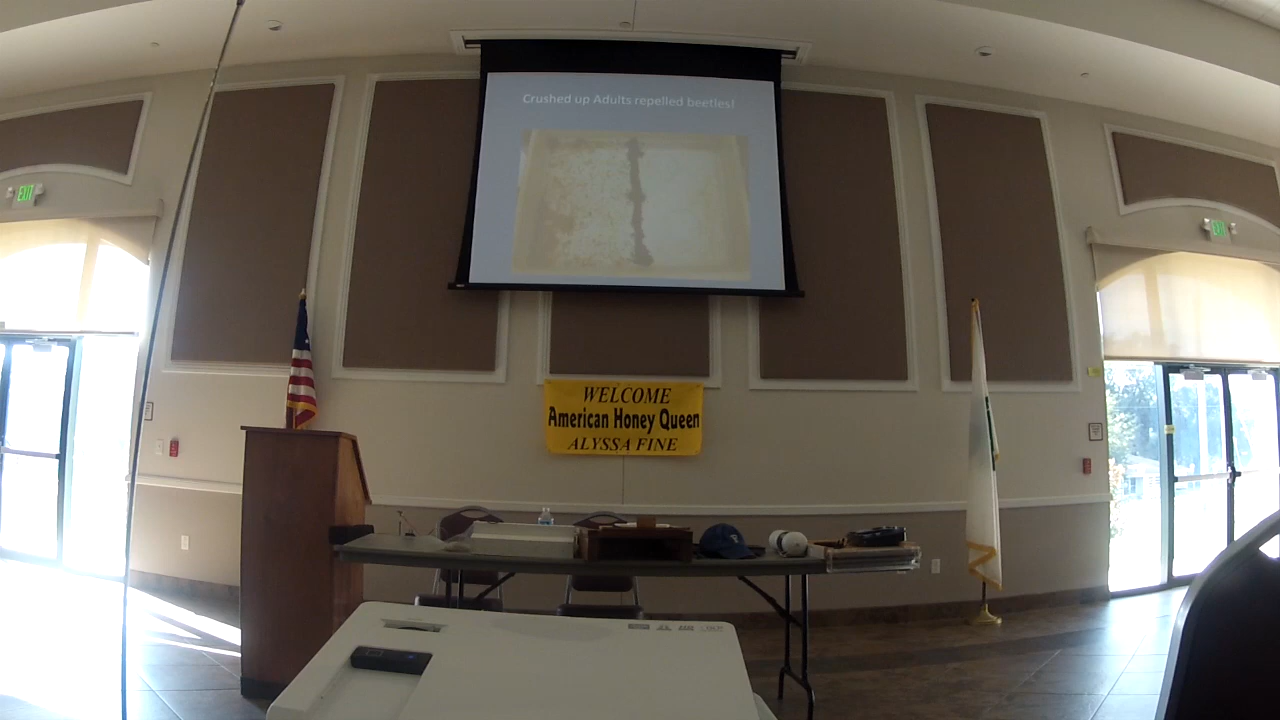 Crushed up Adults repelled beetles!
EXIT
EXIT
WELCOME
American Honey Queen
ALYSSA FINE